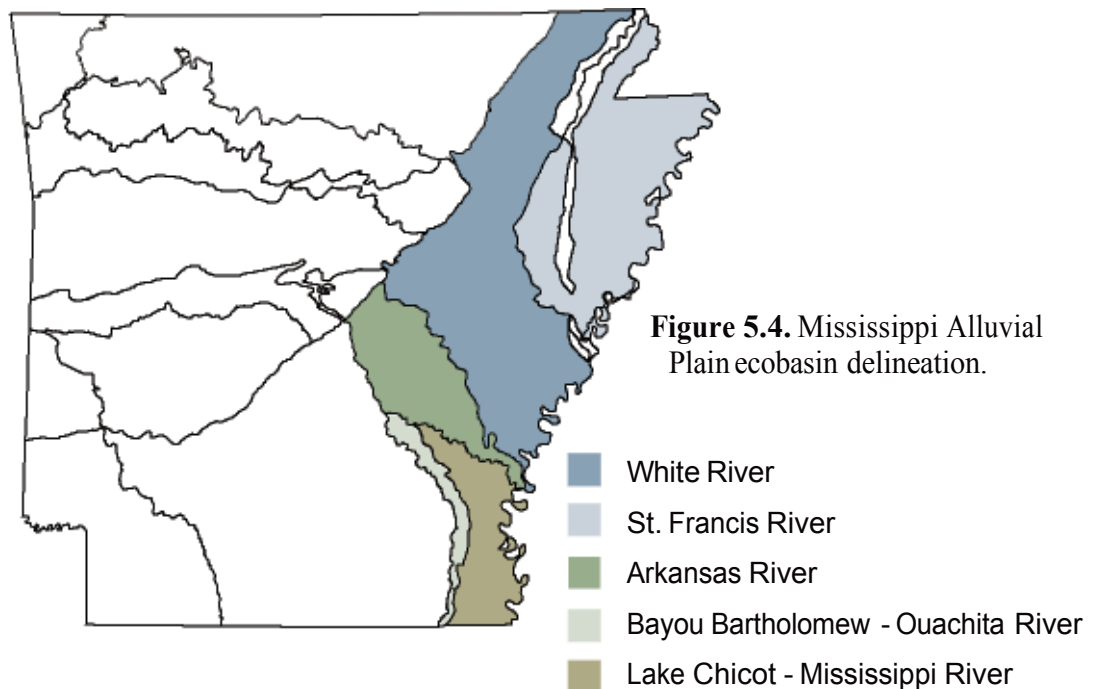 Figure 5.4. Mississippi Alluvial
Plain ecobasin delineation.
White River
St. Francis River
Arkansas River
Bayou Bartholomew - Ouachita River
Lake Chicot - Mississippi River